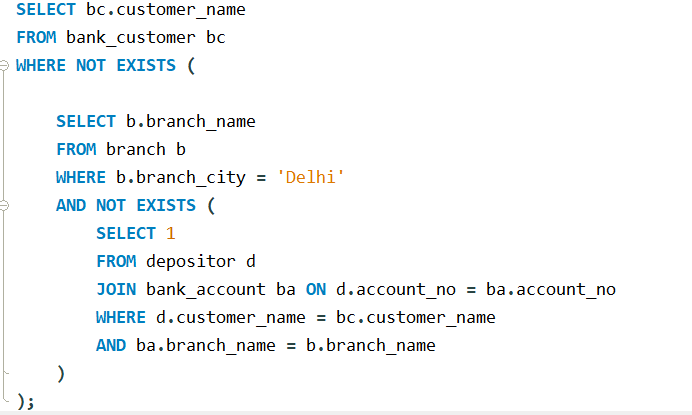 SELECT bc.customer_name
FROM bank_customer bc
WHERE NOT EXISTS (
SELECT b.branch_name
FROM branch b
WHERE b.branch_city = 'Delhi'
AND NOT EXISTS (
SELECT 1
FROM depositor d
JOIN bank_account ba ON d.account_no = ba.account_no
WHERE d.customer_name = bc.customer_name
AND ba.branch_name = b.branch_name
)
);